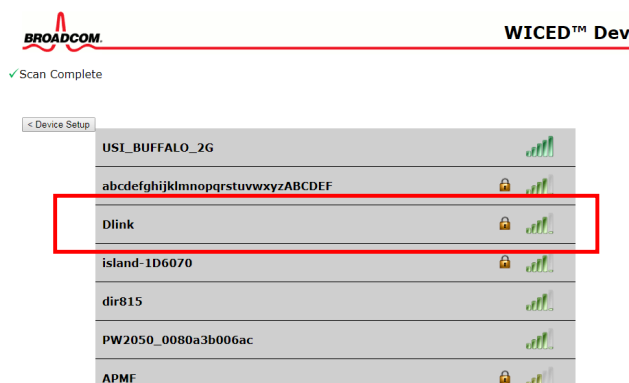 BROADCOM.
WICED™ Dev
✓Scan Complete
< Device Setup
USI_BUFFALO_2G
abcdefghijklmnopqrstuvwxyzABCDEF
Dlink
island-1D6070
dir815
PW2050_0080a3b006ac
APMF